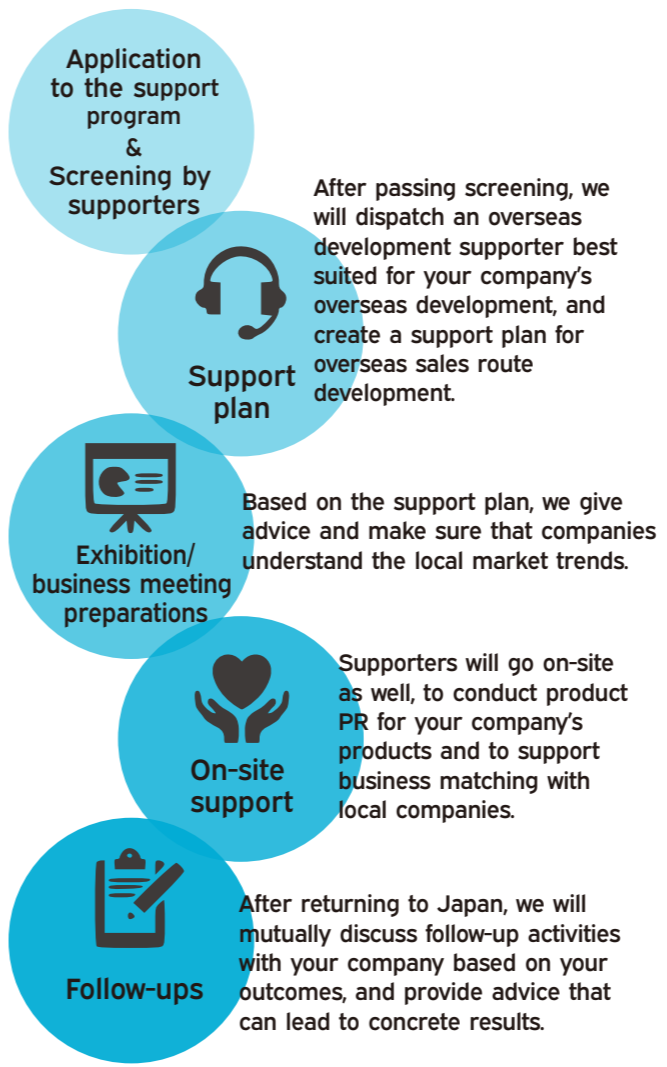 Application
to the support
program
&
Screening by
supporters
After passing screening, we
will dispatch an overseas
development supporter best
suited for your company's
overseas development, and
create a support plan for
overseas sales route
development.
Support
plan
Based on the support plan, we give
advice and make sure that companies
understand the local market trends.
Exhibition/
business meeting
preparations
Supporters will go on-site
as well, to conduct product
PR for your company's
products and to support
business matching with
local companies.
On-site
support
After returning to Japan, we will
mutually discuss follow-up activities
with your company based on your
outcomes, and provide advice that
can lead to concrete results.
Follow-ups